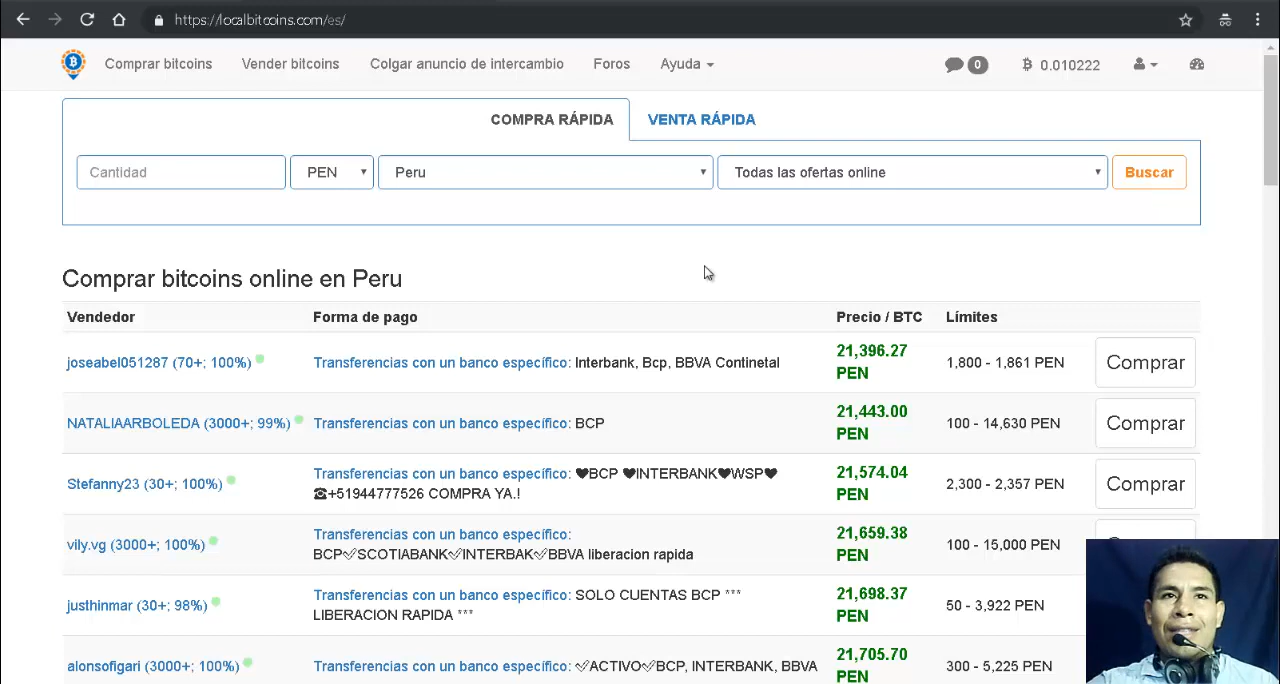 https://localbitcoins.com/es/
Comprar bitcoins Vender bitcoins Colgar anuncio de intercambio Foros Ayuda 0 0.010222
COMPRA RÁPIDA VENTA RÁPIDA
Cantidad PEN Peru Todas las ofertas online Buscar
Comprar bitcoins online en Peru
Vendedor Forma de pago Precio / BTC Límites
joseabel051287 (70+; 100%) Transferencias con un banco específico: Interbank, Bcp, BBVA Continetal 21,396.27 PEN 1,800 - 1,861 PEN Comprar
NATALIAARBOLEDA (3000+; 99%) Transferencias con un banco específico: BCP 21,443.00 PEN 100 - 14,630 PEN Comprar
Stefanny23 (30+; 100%) Transferencias con un banco específico: ♥BCP ♥INTERBANK♥WSP♥ 21,574.04 PEN 2,300 - 2,357 PEN Comprar
☎+51944777526 COMPRA YA.!
vily.vg (3000+; 100%) Transferencias con un banco específico: 21,659.38 PEN 100 - 15,000 PEN
BCP✓SCOTIABANK✓INTERBAK✓BBVA liberacion rapida
justhinmar (30+; 98%) Transferencias con un banco específico: SOLO CUENTAS BCP *** 21,698.37 PEN 50 - 3,922 PEN
LIBERACION RAPIDA ***
alonsofigari (3000+; 100%) Transferencias con un banco específico: ✓ACTIVO✓BCP, INTERBANK, BBVA 21,705.70 PEN 300 - 5,225 PEN